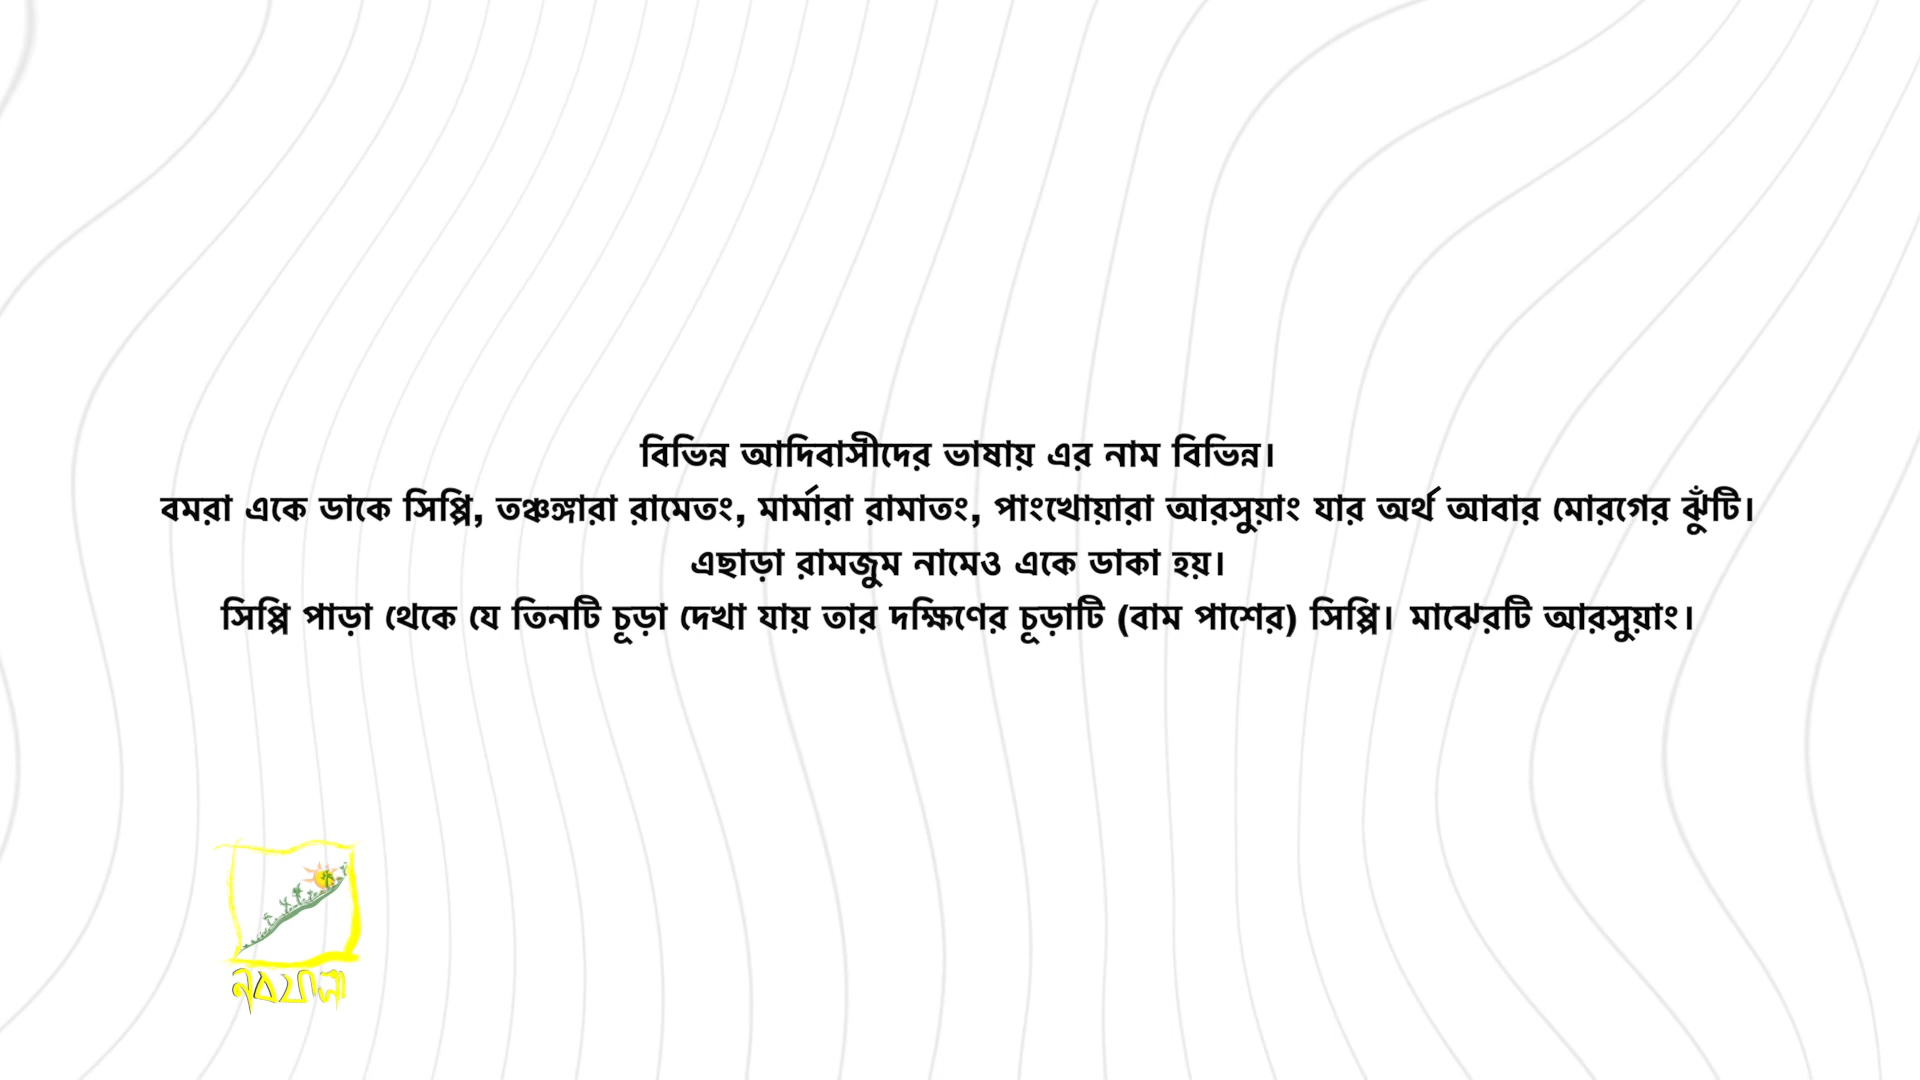 বিভিন্ন আদিবাসীদের ভাষায় এর নাম বিভিন্ন।
বমরা একে ডাকে সিপ্পি, তঞ্চঙ্গারা রামেতং, মার্মারা রামাতং, পাংখোয়ারা আরসুয়াং যার অর্থ আবার মোরগের ঝুঁটি।
এছাড়া রামজুম নামেও একে ডাকা হয়।
সিপ্পি পাড়া থেকে যে তিনটি চূড়া দেখা যায় তার দক্ষিণের চূড়াটি (বাম পাশের) সিপ্পি। মাঝেরটি আরসুয়াং।